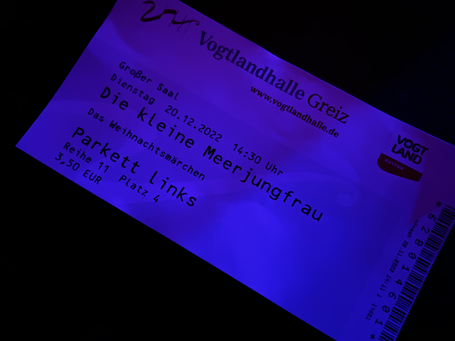 Vogtlandhalle Greiz
www.vogtlandhalle.de
Großer Saal
Dienstag 20.12.2022 14:30 Uhr
Die kleine Meerjungfrau
Das Weihnachtsmärchen
Parkett links
Reihe 11 Platz 4
3,50 EUR
VOGT
LAND